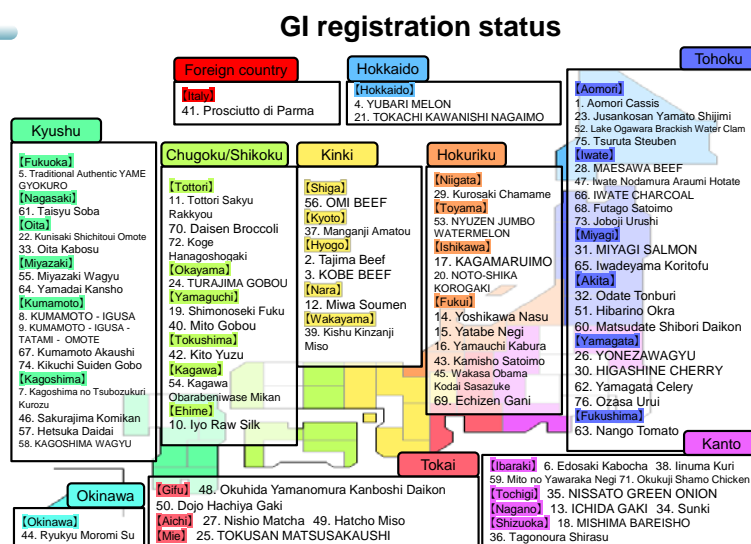 GI registration status
Foreign country
【Italy】
41. Prosciutto di Parma
Hokkaido
【Hokkaido】
4. YUBARI MELON
21. TOKACHI KAWANISHI NAGAIMO
Tohoku
【Aomori】
1. Aomori Cassis
23. Jusankosan Yamato Shijimi
52. Lake Ogawara Brackish Water Clam
75. Tsuruta Steuben
【Iwate】
28. MAESAWA BEEF
47. Iwate Nodamura Araumi Hotate
66. IWATE CHARCOAL
68. Futago Satoimo
73. Joboji Urushi
【Miyagi】
31. MIYAGI SALMON
65. Iwadeyama Koritofu
【Akita】
32. Odate Tonburi
51. Hibarino Okra
60. Matsudate Shibori Daikon
【Yamagata】
26. YONEZAWAGYU
30. HIGASHINE CHERRY
62. Yamagata Celery
76. Ozasa Urui
【Fukushima】
63. Nango Tomato
Kyushu
【Fukuoka】
5. Traditional Authentic YAME
GYOKURO
【Nagasaki】
61. Taisyu Soba
【Oita】
22. Kunisaki Shichitoui Omote
33. Oita Kabosu
【Miyazaki】
55. Miyazaki Wagyu
64. Yamadai Kansho
【Kumamoto】
8. KUMAMOTO - IGUSA
9. KUMAMOTO - IGUSA -
TATAMI - OMOTE
67. Kumamoto Akaushi
74. Kikuchi Suiden Gobo
【Kagoshima】
7. Kagoshima no Tsubozukuri
Kurozu
46. Sakurajima Komikan
57. Hetsuka Daidai
58. KAGOSHIMA WAGYU
Chugoku/Shikoku
【Tottori】
11. Tottori Sakyu
Rakkyou
70. Daisen Broccoli
72. Koge
Hanagoshogaki
【Okayama】
24. TURAJIMA GOBOU
【Yamaguchi】
19. Shimonoseki Fuku
40. Mito Gobou
【Tokushima】
42. Kito Yuzu
【Kagawa】
54. Kagawa
Obarabeniwase Mikan
【Ehime】
10. Iyo Raw Silk
Kinki
【Shiga】
56. OMI BEEF
【Kyoto】
37. Manganji Amatou
【Hyogo】
2. Tajima Beef
3. KOBE BEEF
【Nara】
12. Miwa Soumen
【Wakayama】
39. Kishu Kinzanji
Miso
Hokuriku
【Niigata】
29. Kurosaki Chamame
【Toyama】
53. NYUZEN JUMBO
WATERMELON
【Ishikawa】
17. KAGAMARUIMO
20. NOTO-SHIKA
KOROGAKI
【Fukui】
14. Yoshikawa Nasu
15. Yatabe Negi
16. Yamauchi Kabura
43. Kamisho Satoimo
45. Wakasa Obama
Kodai Sasazuke
69. Echizen Gani
Okinawa
【Okinawa】
44. Ryukyu Moromi Su
Tokai
【Gifu】 48. Okuhida Yamanomura Kanboshi Daikon
50. Dojo Hachiya Gaki
【Aichi】 27. Nishio Matcha 49. Hatcho Miso
【Mie】 25. TOKUSAN MATSUSAKAUSHI
Kanto
【Ibaraki】 6. Edosaki Kabocha 38. Iinuma Kuri
59. Mito no Yawaraka Negi 71. Okukuji Shamo Chicken
【Tochigi】 35. NISSATO GREEN ONION
【Nagano】 13. ICHIDA GAKI 34. Sunki
【Shizuoka】 18. MISHIMA BAREISHO
36. Tagonoura Shirasu